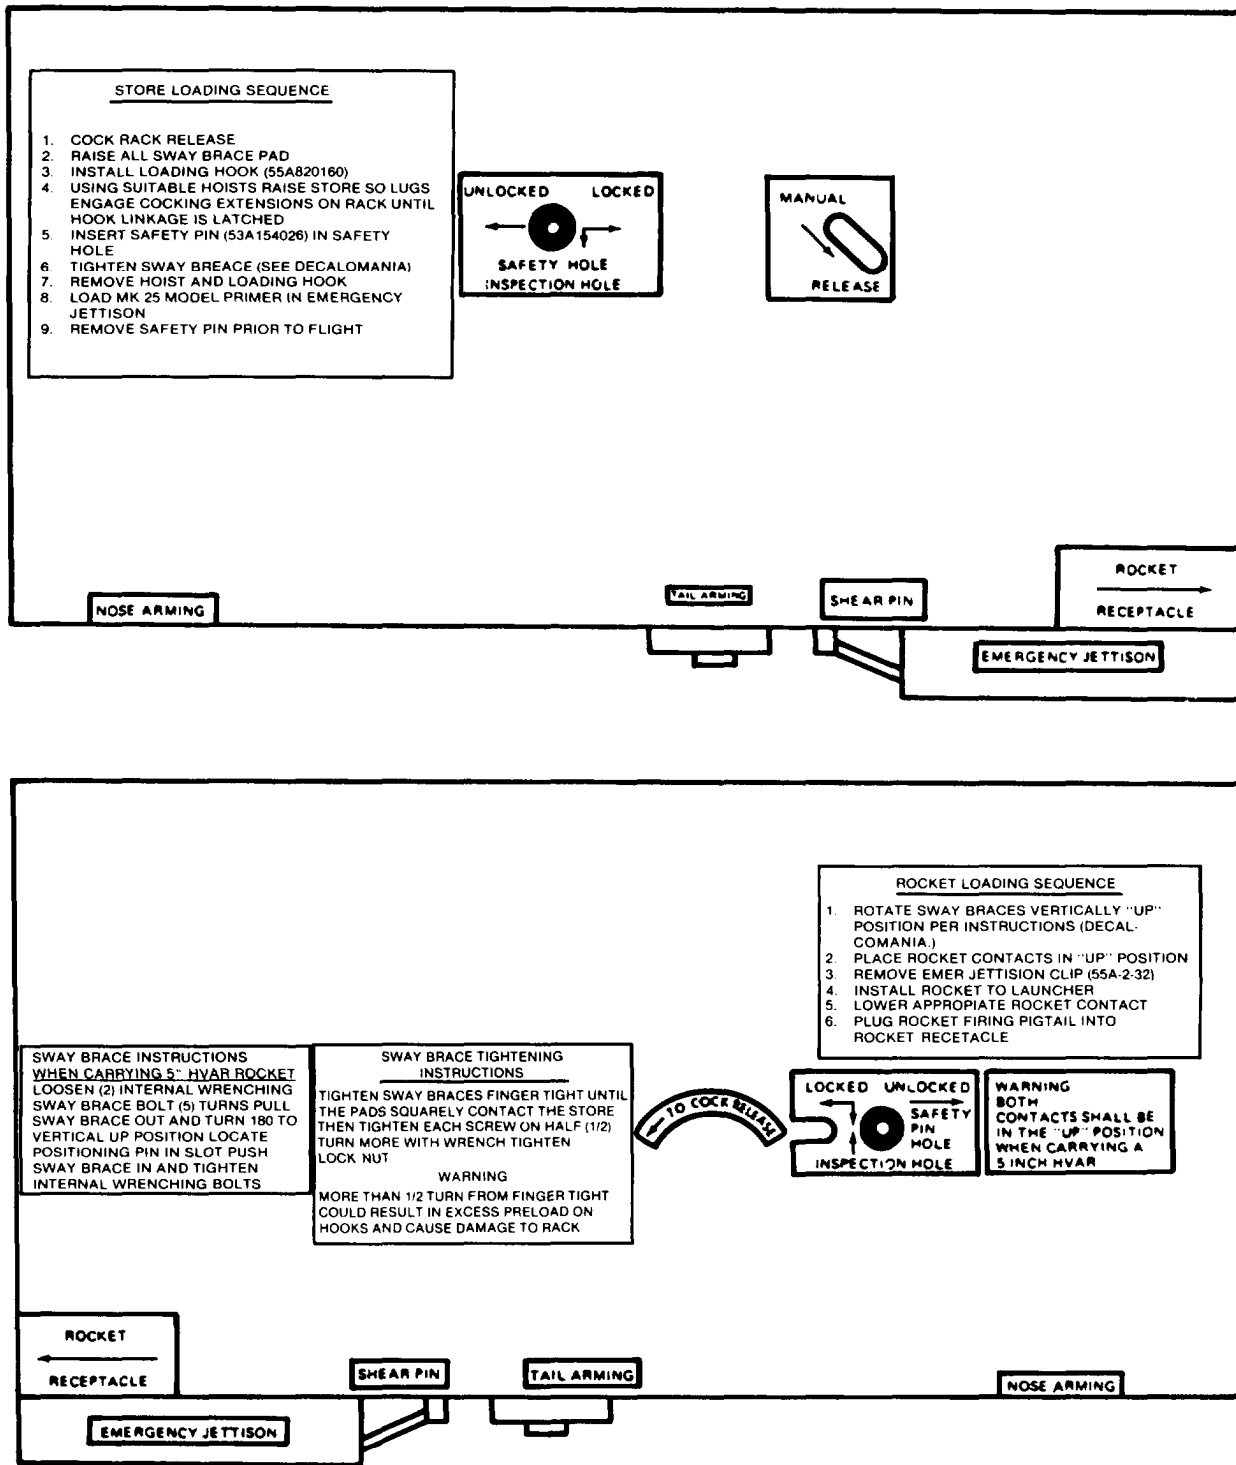 STORE LOADING SEQUENCE
1. COCK RACK RELEASE
2. RAISE ALL SWAY BRACE PAD
3. INSTALL LOADING HOOK (55A820160)
4. USING SUITABLE HOISTS RAISE STORE SO LUGS
ENGAGE COCKING EXTENSIONS ON RACK UNTIL
HOOK LINKAGE IS LATCHED
5. INSERT SAFETY PIN (53A154026) IN SAFETY
HOLE
6. TIGHTEN SWAY BREACE (SEE DECALOMANIA)
7. REMOVE HOIST AND LOADING HOOK
8. LOAD MK 25 MODEL PRIMER IN EMERGENCY
JETTISON
9. REMOVE SAFETY PIN PRIOR TO FLIGHT
UNLOCKED LOCKED
SAFETY HOLE
INSPECTION HOLE
MANUAL
RELEASE
NOSE ARMING
TAIL ARMING
SHEAR PIN
ROCKET
RECEPTACLE
EMERGENCY JETTISON
ROCKET LOADING SEQUENCE
1. ROTATE SWAY BRACES VERTICALLY "UP"
POSITION PER INSTRUCTIONS (DECAL-
COMANIA.)
2. PLACE ROCKET CONTACTS IN "UP" POSITION
3. REMOVE EMER JETTISION CLIP (55A-2-32)
4. INSTALL ROCKET TO LAUNCHER
5. LOWER APPROPIATE ROCKET CONTACT
6. PLUG ROCKET FIRING PIGTAIL INTO
ROCKET RECETACLE
SWAY BRACE INSTRUCTIONS
WHEN CARRYING 5" HVAR ROCKET
LOOSEN (2) INTERNAL WRENCHING
SWAY BRACE BOLT (5) TURNS PULL
SWAY BRACE OUT AND TURN 180 TO
VERTICAL UP POSITION LOCATE
POSITIONING PIN IN SLOT PUSH
SWAY BRACE IN AND TIGHTEN
INTERNAL WRENCHING BOLTS
SWAY BRACE TIGHTENING
INSTRUCTIONS
TIGHTEN SWAY BRACES FINGER TIGHT UNTIL
THE PADS SQUARELY CONTACT THE STORE
THEN TIGHTEN EACH SCREW ON HALF (1/2)
TURN MORE WITH WRENCH TIGHTEN
LOCK NUT
WARNING
MORE THAN 1/2 TURN FROM FINGER TIGHT
COULD RESULT IN EXCESS PRELOAD ON
HOOKS AND CAUSE DAMAGE TO RACK
TO COCK RELEASE
LOCKED UNLOCKED
SAFETY
PIN
HOLE
INSPECTION HOLE
WARNING
BOTH
CONTACTS SHALL BE
IN THE "UP" POSITION
WHEN CARRYING A
5 INCH HVAR
ROCKET
RECEPTACLE
SHEAR PIN
TAIL ARMING
NOSE ARMING
EMERGENCY JETTISON